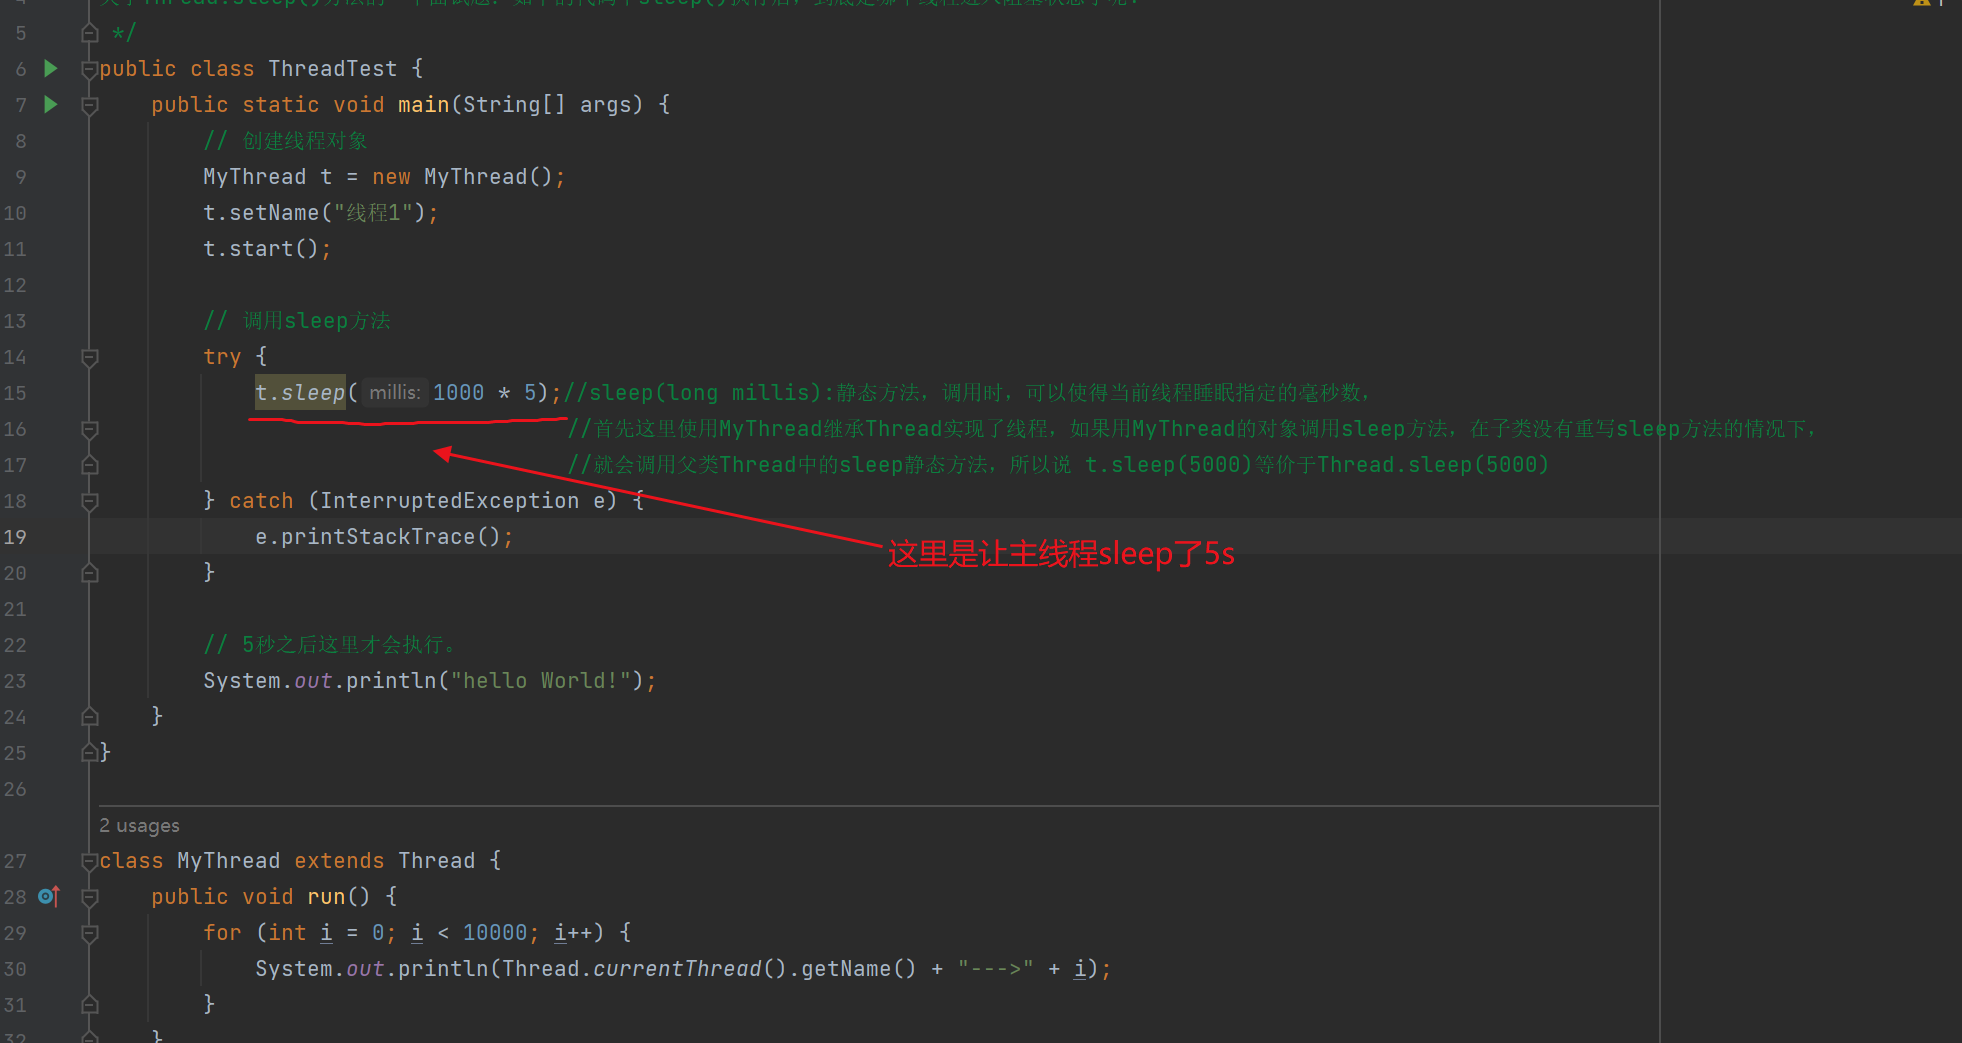 5 */
6 public class ThreadTest {
7 public static void main(String[] args) {
8 // 创建线程对象
9 MyThread t = new MyThread();
10 t.setName("线程1");
11 t.start();
12
13 // 调用sleep方法
14 try {
15 t.sleep( millis: 1000 * 5);//sleep(long millis):静态方法，调用时，可以使得当前线程睡眠指定的毫秒数，
16 //首先这里使用MyThread继承Thread实现了线程，如果用MyThread的对象调用sleep方法，在子类没有重写sleep方法的情况下，
17 //就会调用父类Thread中的sleep静态方法，所以说 t.sleep(5000)等价于Thread.sleep(5000)
18 } catch (InterruptedException e) {
19 e.printStackTrace();
这里是让主线程sleep了5s
20 }
21
22 // 5秒之后这里才会执行。
23 System.out.println("hello World!");
24 }
25 }
26
2 usages
27 class MyThread extends Thread {
28 public void run() {
29 for (int i = 0; i < 10000; i++) {
30 System.out.println(Thread.currentThread().getName() + "--->" + i);
31 }
32 }